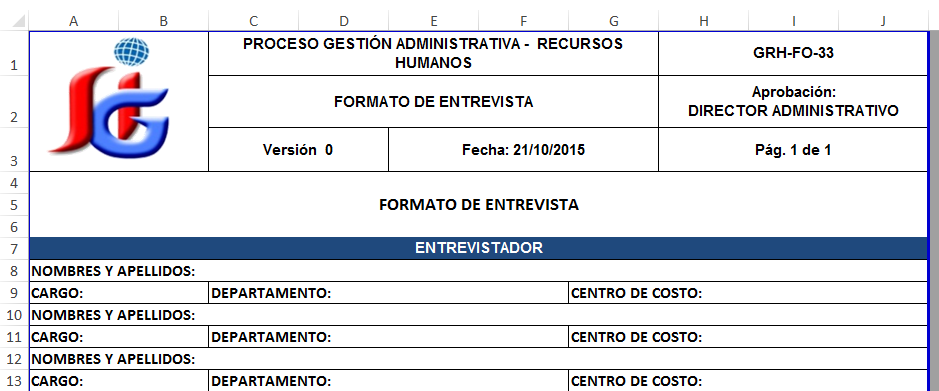 A B C D E F G H I J
1 PROCESO GESTIÓN ADMINISTRATIVA - RECURSOS
HUMANOS
GRH-FO-33
2 FORMATO DE ENTREVISTA
Aprobación:
DIRECTOR ADMINISTRATIVO
3 Versión 0 Fecha: 21/10/2015 Pág. 1 de 1
4
5 FORMATO DE ENTREVISTA
6
7 ENTREVISTADOR
8 NOMBRES Y APELLIDOS:
9 CARGO: DEPARTAMENTO: CENTRO DE COSTO:
10 NOMBRES Y APELLIDOS:
11 CARGO: DEPARTAMENTO: CENTRO DE COSTO:
12 NOMBRES Y APELLIDOS:
13 CARGO: DEPARTAMENTO: CENTRO DE COSTO: